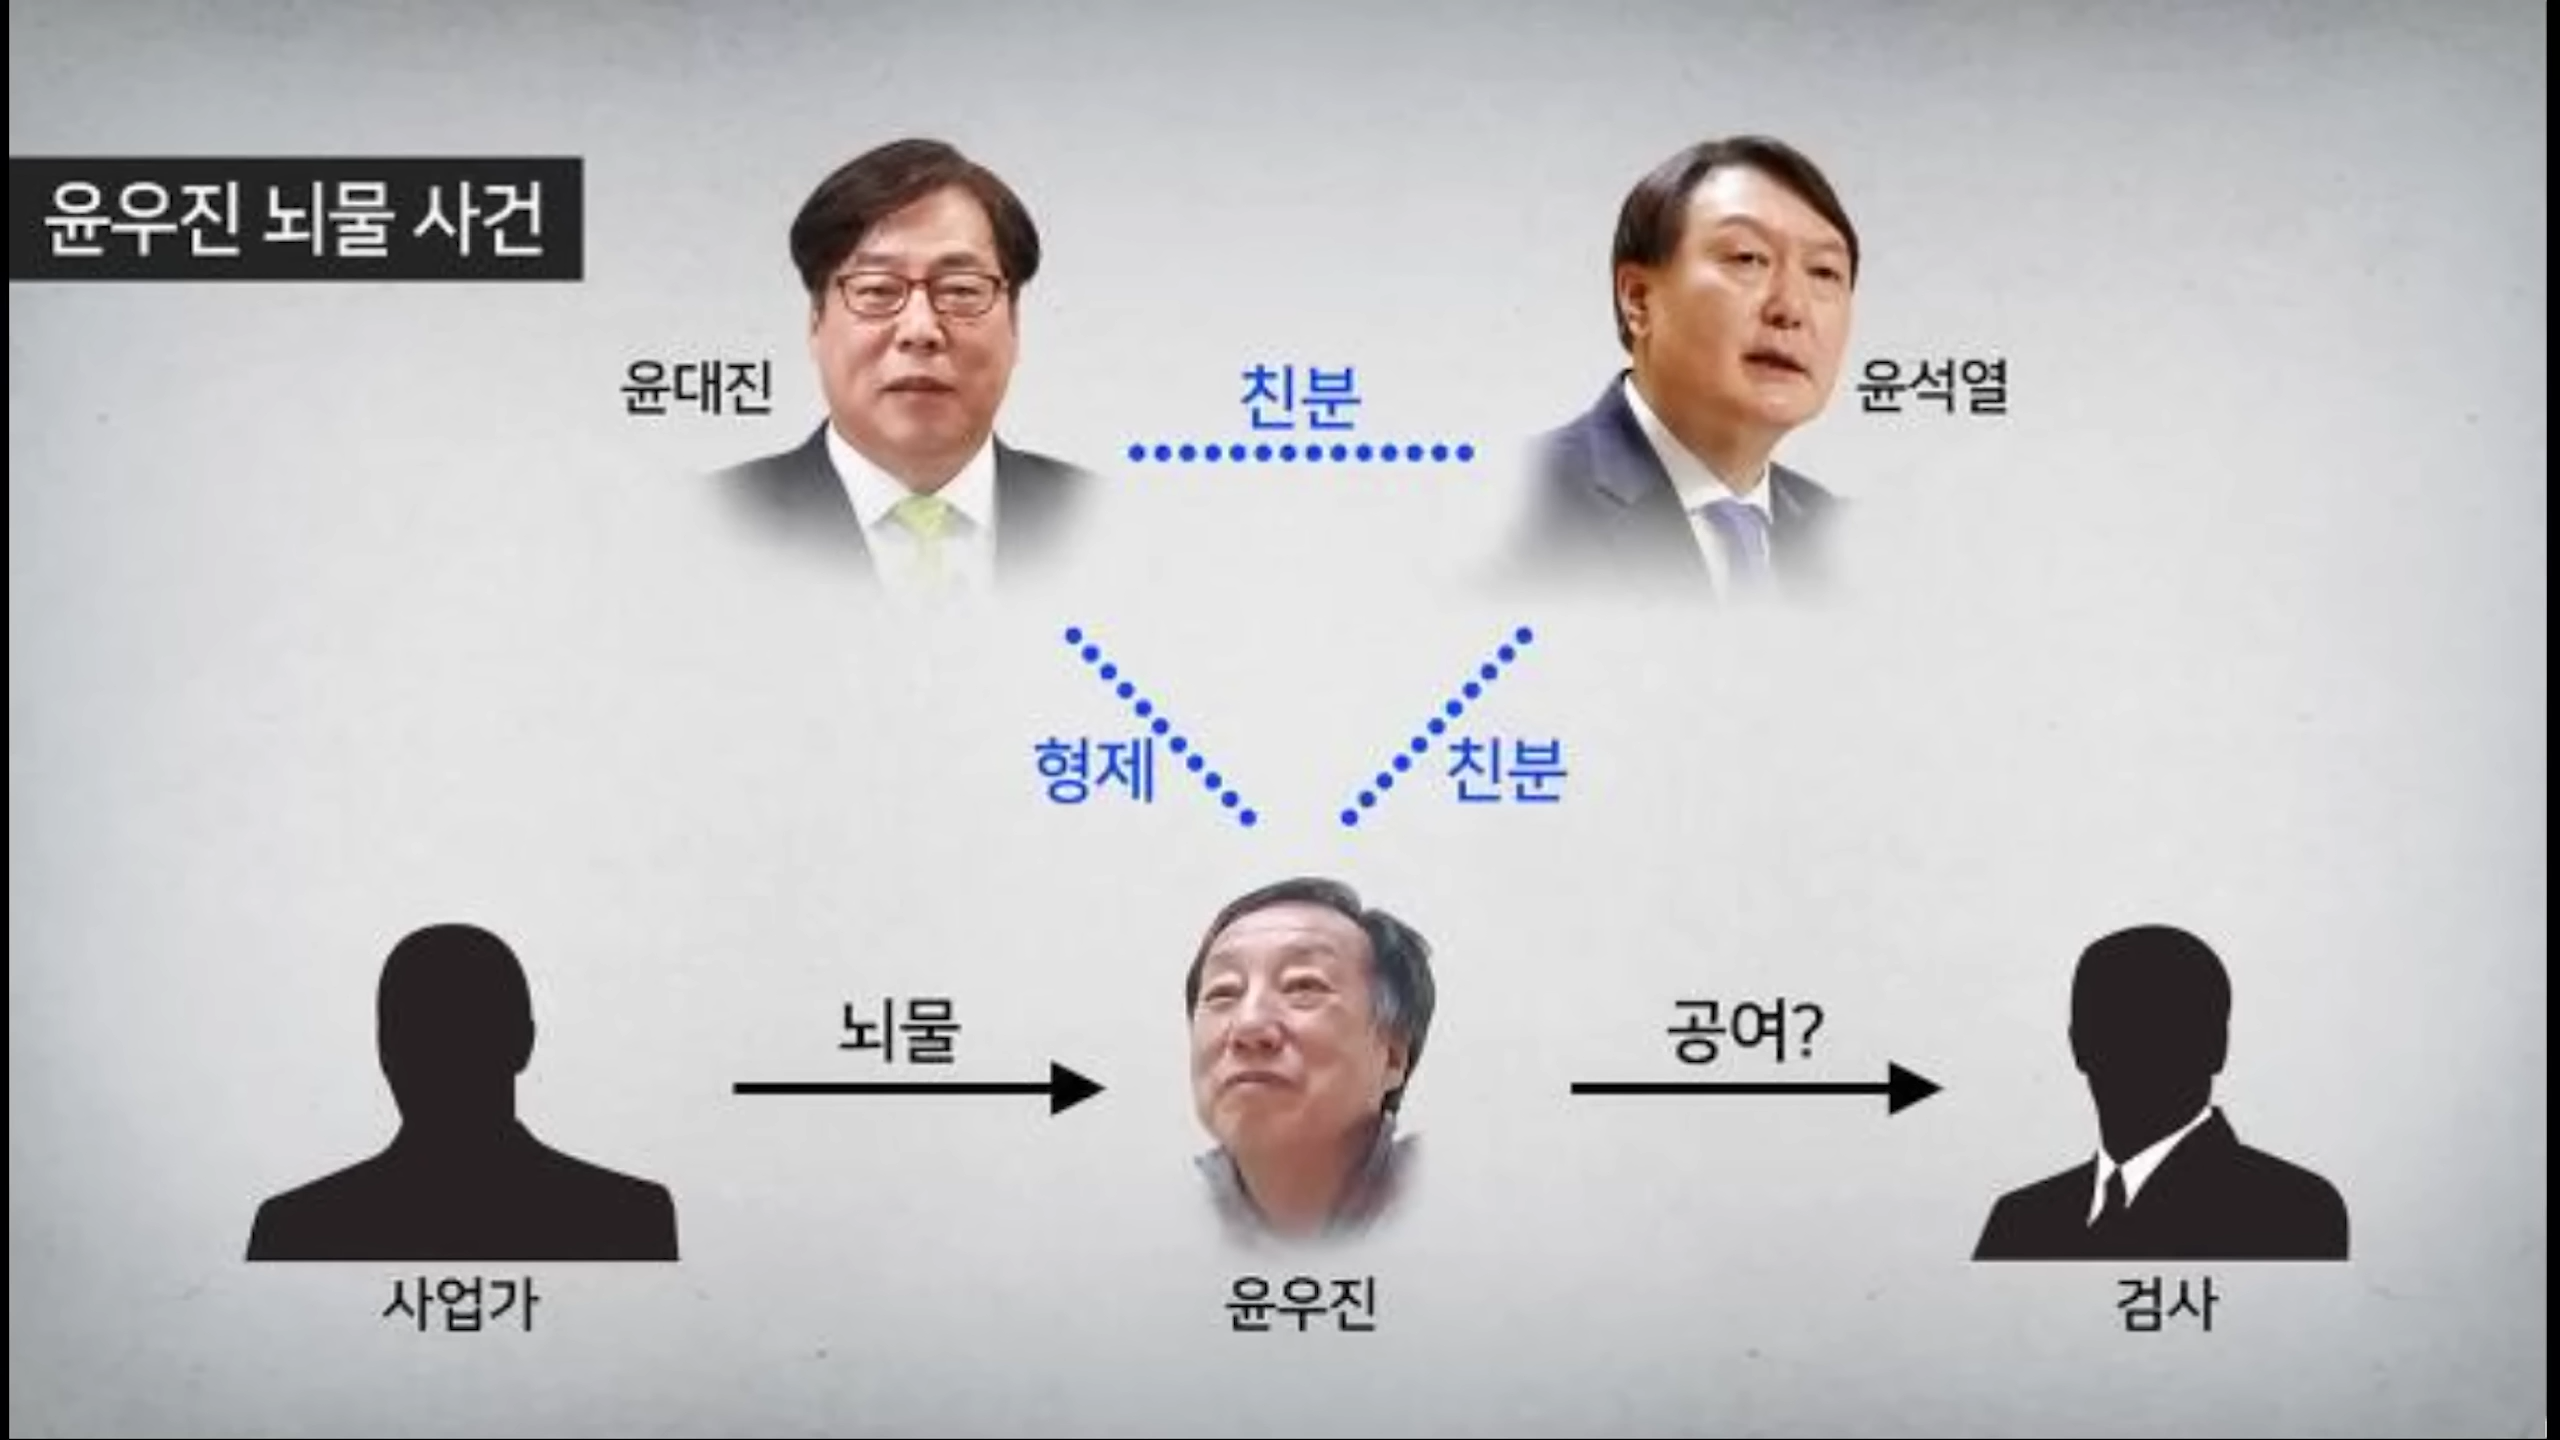 윤우진 뇌물 사건
윤대진
친분
윤석열
형제
친분
뇌물
공여?
사업가
윤우진
검사